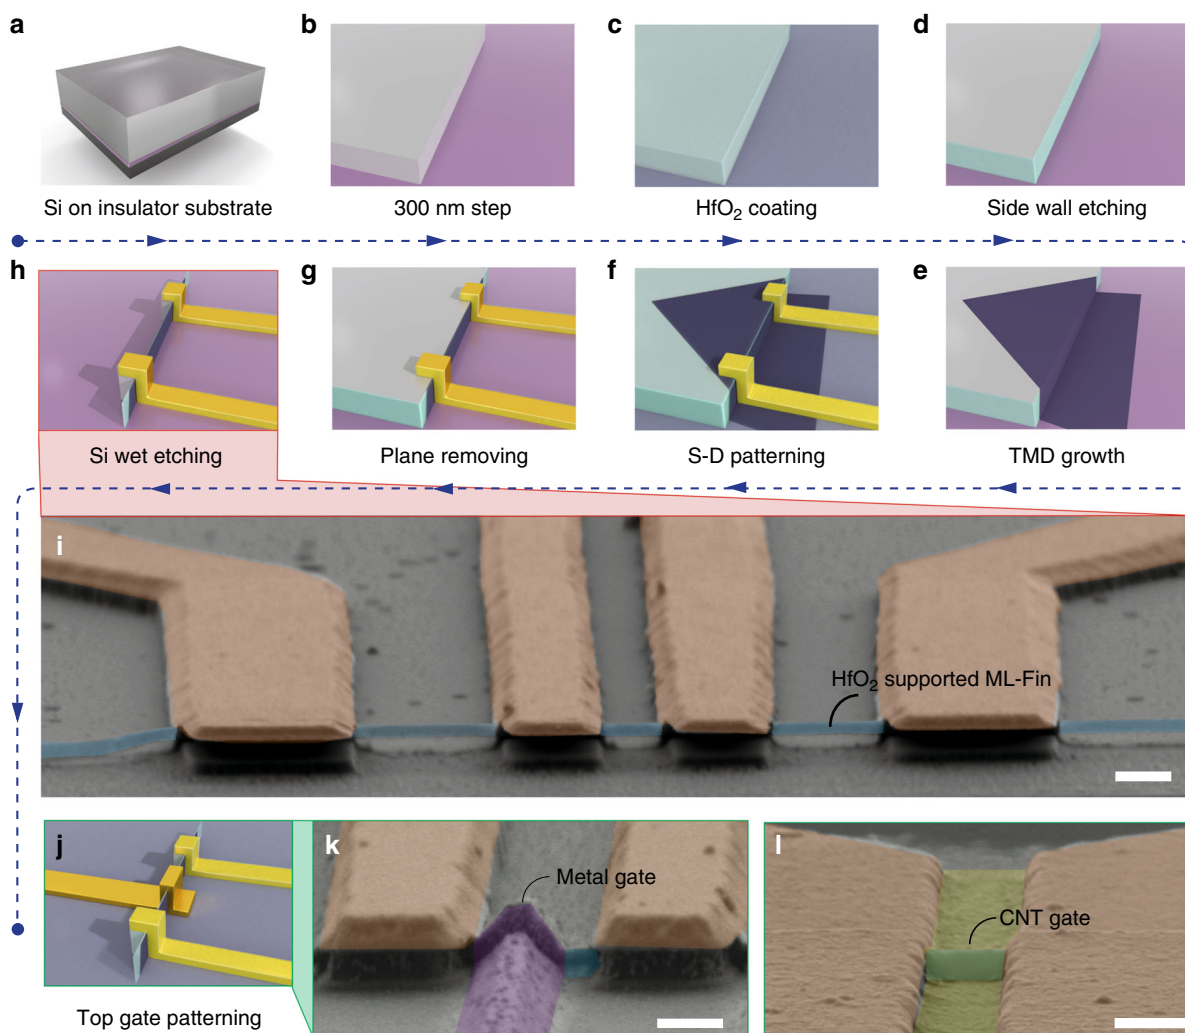 a
b
c
d
Si on insulator substrate
300 nm step
HfO₂ coating
Side wall etching
h
g
f
e
Si wet etching
Plane removing
S-D patterning
TMD growth
i
HfO₂ supported ML-Fin
j
k
l
Metal gate
CNT gate
Top gate patterning